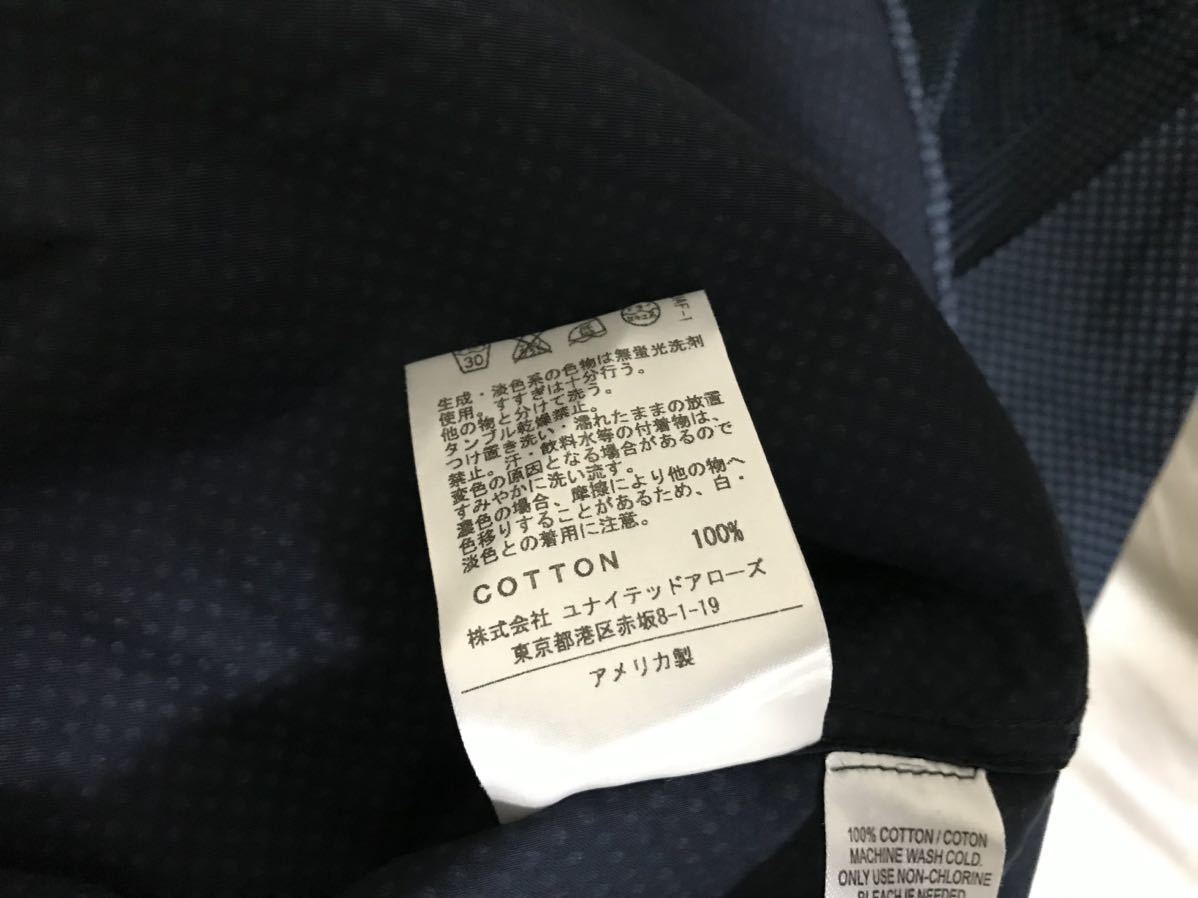 AF-1
30
生成・淡色系の色物は無蛍光洗剤
使用。すすぎは十分行う。
他の物と分けて洗う。
タンブル乾燥禁止。
つけ置き洗い・濡れたままの放置
禁止。汗・飲料水等の付着物は、
変色の原因となる場合があるので
すみやかに洗い流す。
濃色の場合、摩擦により他の物へ
色移りすることがあるため、白・
淡色との着用に注意。
COTTON 100%
株式会社 ユナイテッドアローズ
東京都港区赤坂8-1-19
アメリカ製
100% COTTON / COTON
MACHINE WASH COLD.
ONLY USE NON-CHLORINE
BLEACH IF NEEDED.